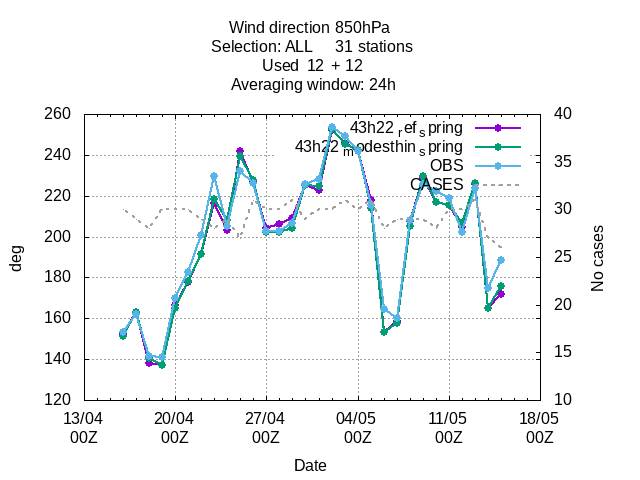 Wind direction 850hPa
Selection: ALL 31 stations
Used 12 + 12
Averaging window: 24h
43h22_ref_spring
43h22_modesthin_spring
OBS
CASES
260
240
220
200
180
160
140
120
40
35
30
25
20
15
10
deg
No cases
13/04 20/04 27/04 04/05 11/05 18/05
00Z 00Z 00Z 00Z 00Z 00Z
Date